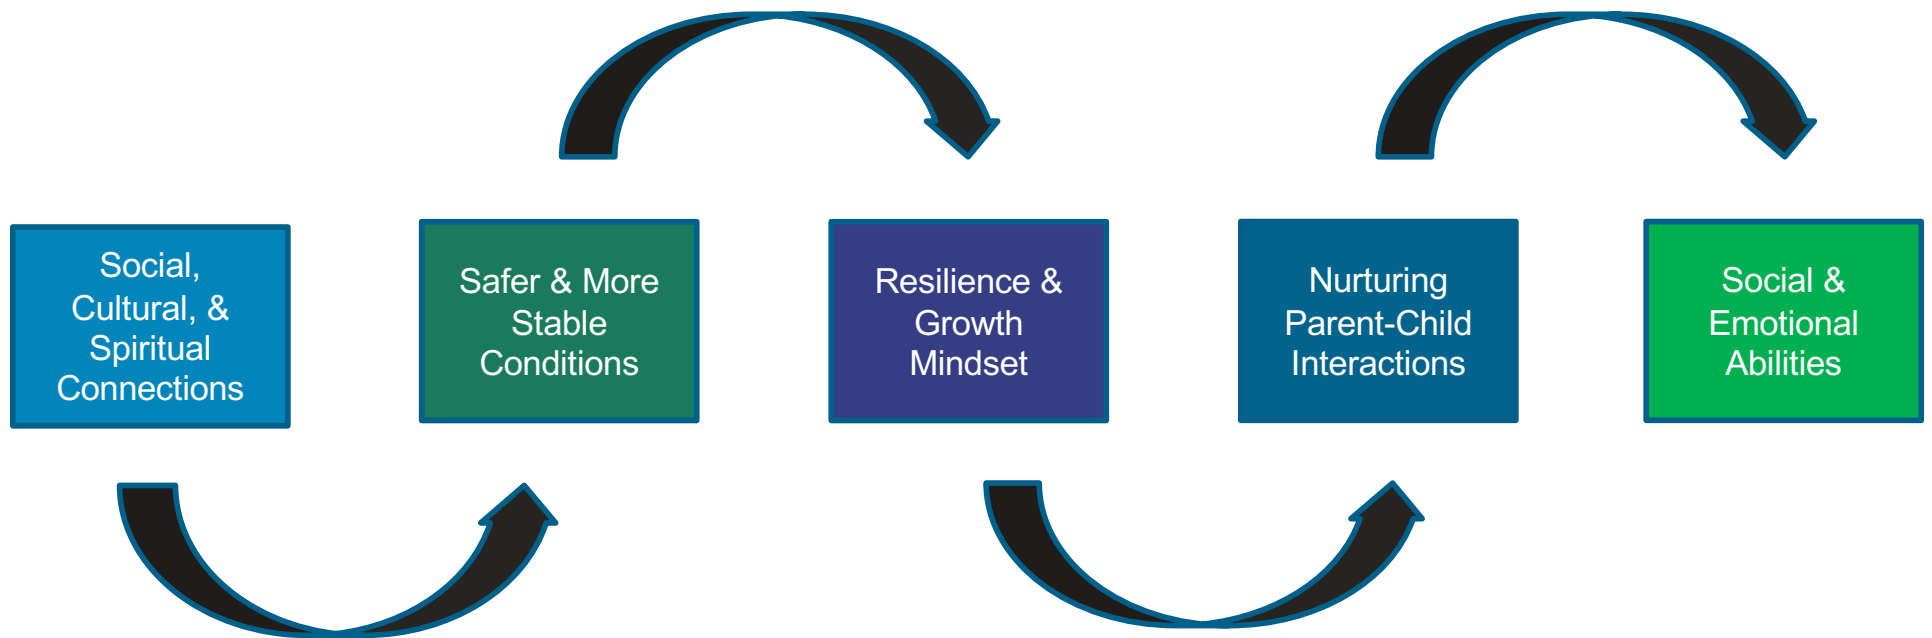 Social,
Cultural, &
Spiritual
Connections
Safer & More
Stable
Conditions
Resilience &
Growth
Mindset
Nurturing
Parent-Child
Interactions
Social &
Emotional
Abilities